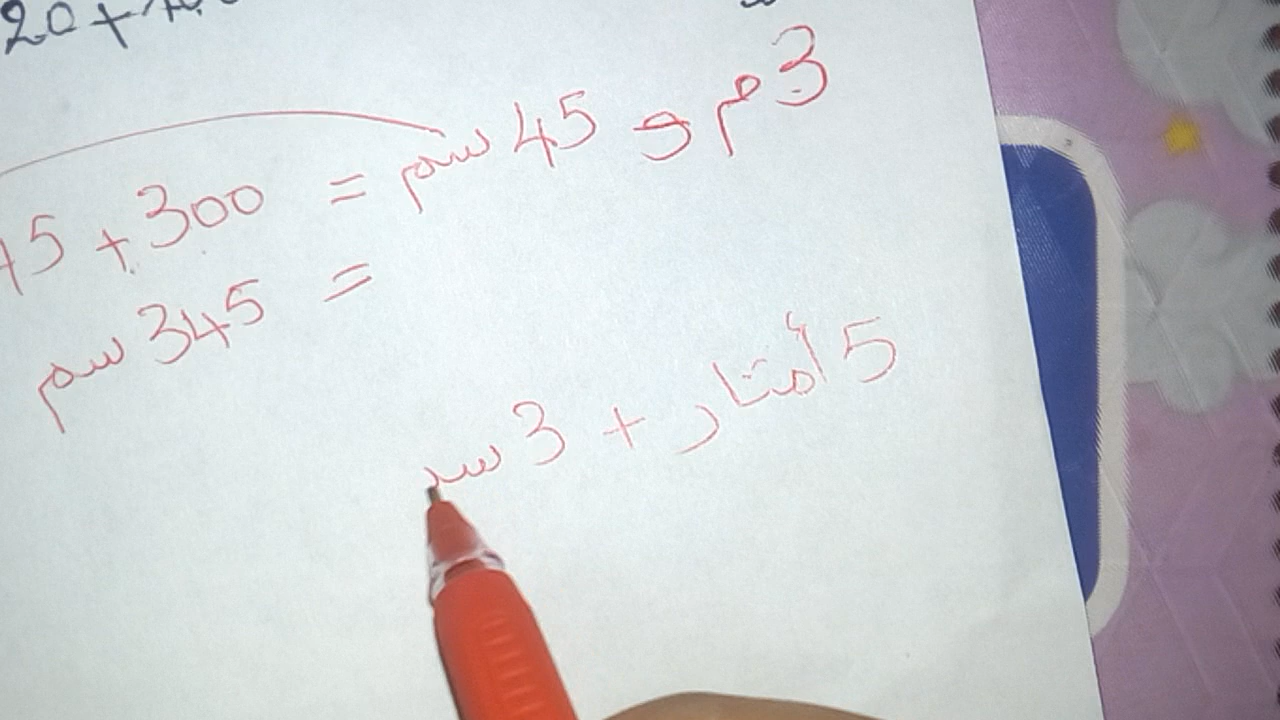 20+
3م و 45 سم = 300 + 45
= 345 سم
5 أمتار + 3 سم